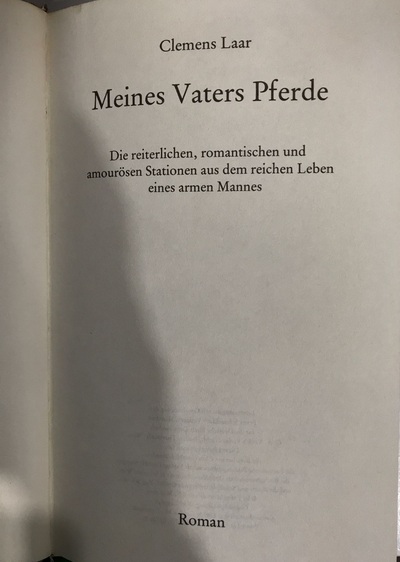 Clemens Laar
Meines Vaters Pferde
Die reiterlichen, romantischen und
amourösen Stationen aus dem reichen Leben
eines armen Mannes
Roman